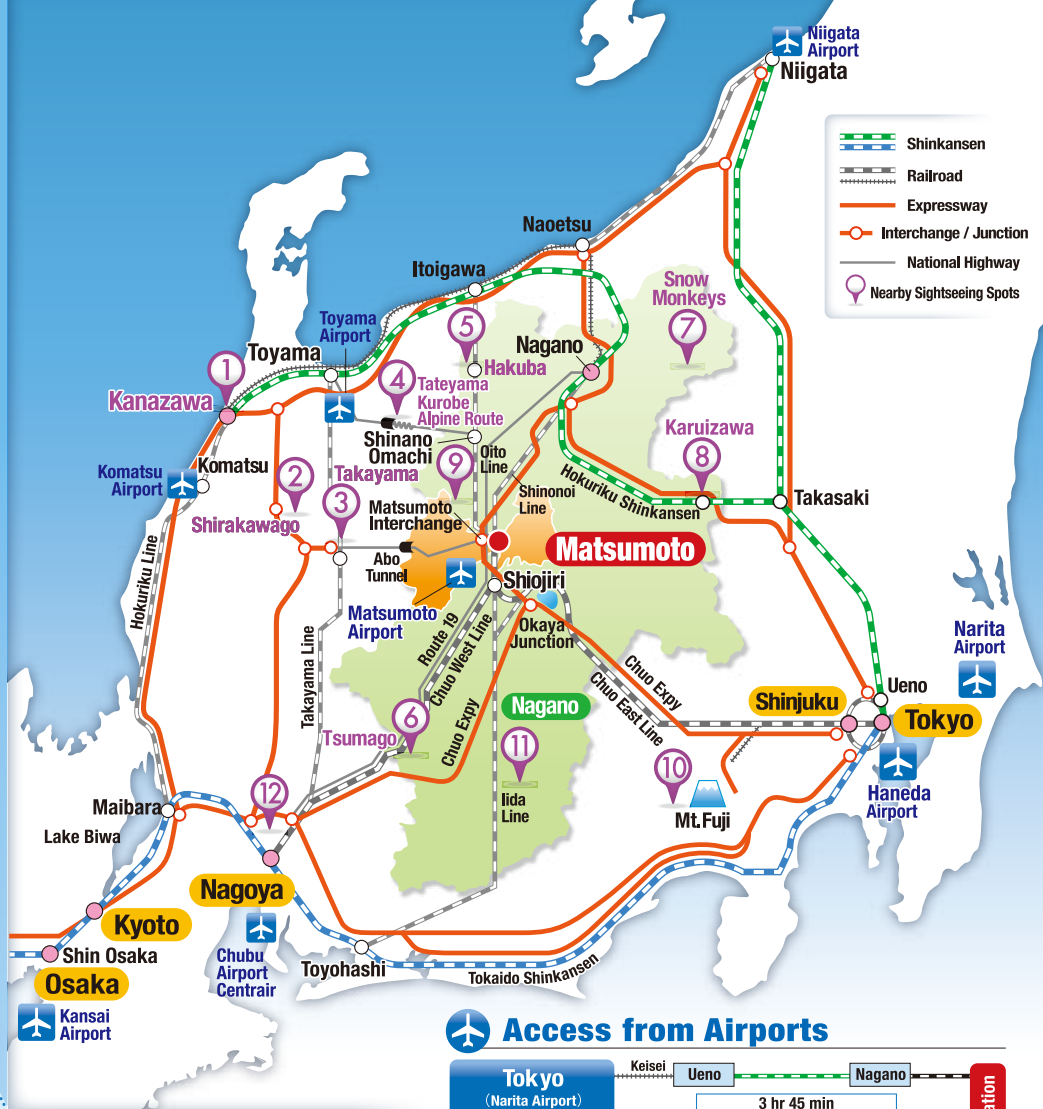 Niigata
Airport
Niigata
Shinkansen
Railroad
Expressway
Interchange / Junction
National Highway
Nearby Sightseeing Spots
Naoetsu
Itoigawa
Snow
Monkeys
7
Toyama
Airport
5
Nagano
Toyama
Hakuba
1
4
Tateyama
Kurobe
Alpine Route
Kanazawa
Shinano
Omachi
Oito
Line
Karuizawa
8
Komatsu
Airport
Komatsu
2
Takayama
3
9
Shinonoi
Line
Hokuriku Shinkansen
Takasaki
Shirakawago
Matsumoto
Interchange
Matsumoto
Abo
Tunnel
Shiojiri
Hokuriku Line
Matsumoto
Airport
Okaya
Junction
Route 19
Chuo West Line
Narita
Airport
Takayama Line
Chuo Expy
Chuo Expy
Chuo East Line
Nagano
Shinjuku
Ueno
Tokyo
6
Tsumago
11
10
Iida
Line
Mt.Fuji
Haneda
Airport
12
Maibara
Lake Biwa
Nagoya
Kyoto
Shin Osaka
Osaka
Kansai
Airport
Chubu
Airport
Centrair
Toyohashi
Tokaido Shinkansen
Access from Airports
Tokyo
(Narita Airport)
Keisei
Ueno
Nagano
3 hr 45 min